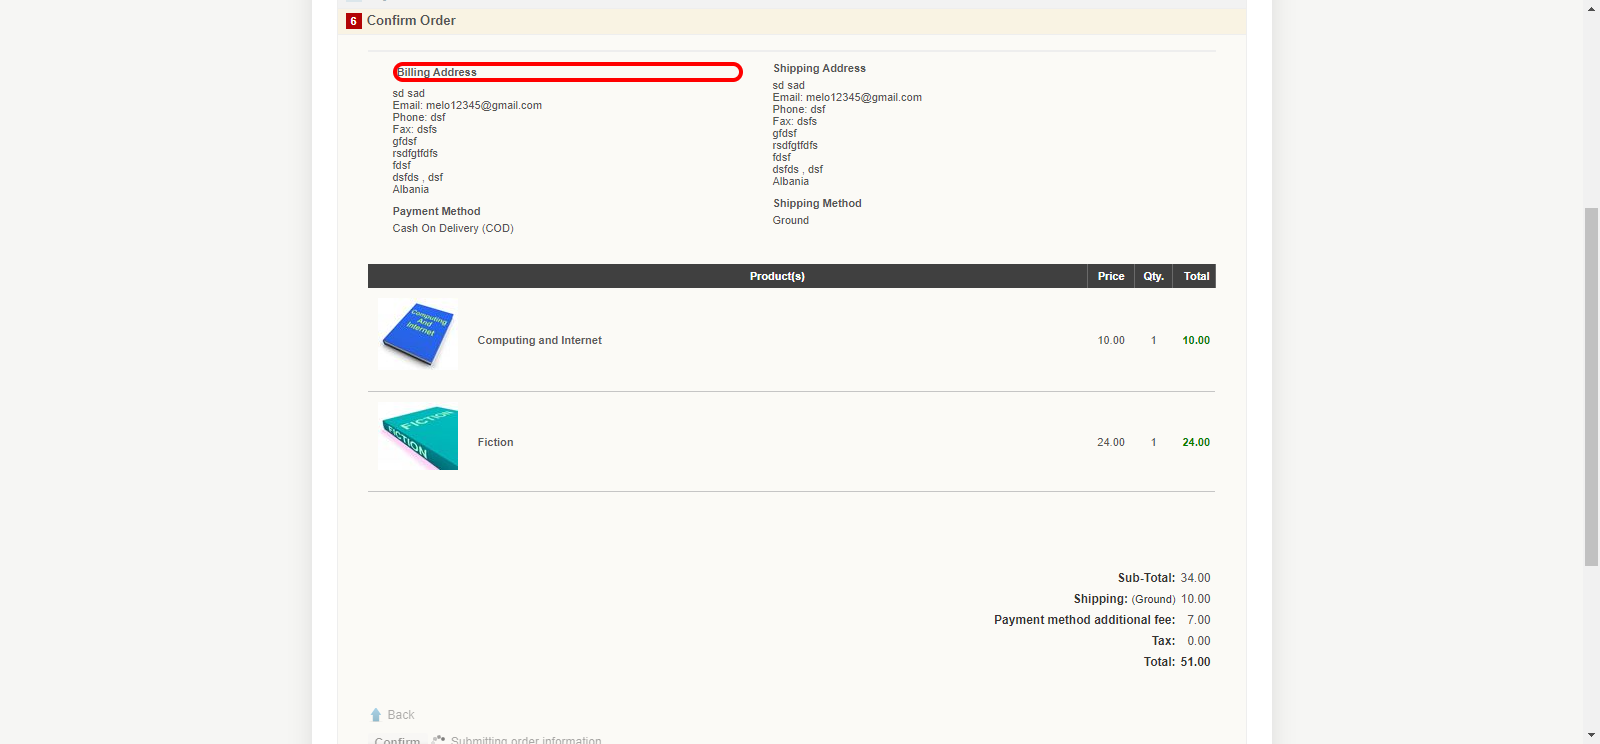 6 Confirm Order
Billing Address
sd sad
Email: melo12345@gmail.com
Phone: dsf
Fax: dsfs
gfdsf
rsdfgtfdfs
fdsf
dsfds , dsf
Albania
Payment Method
Cash On Delivery (COD)
Shipping Address
sd sad
Email: melo12345@gmail.com
Phone: dsf
Fax: dsfs
gfdsf
rsdfgtfdfs
fdsf
dsfds , dsf
Albania
Shipping Method
Ground
Product(s) Price Qty. Total
Computing
And
Internet
Computing and Internet 10.00 1 10.00
FICTION
FICTION
Fiction 24.00 1 24.00
Sub-Total: 34.00
Shipping: (Ground) 10.00
Payment method additional fee: 7.00
Tax: 0.00
Total: 51.00
Back
Confirm Submitting order information